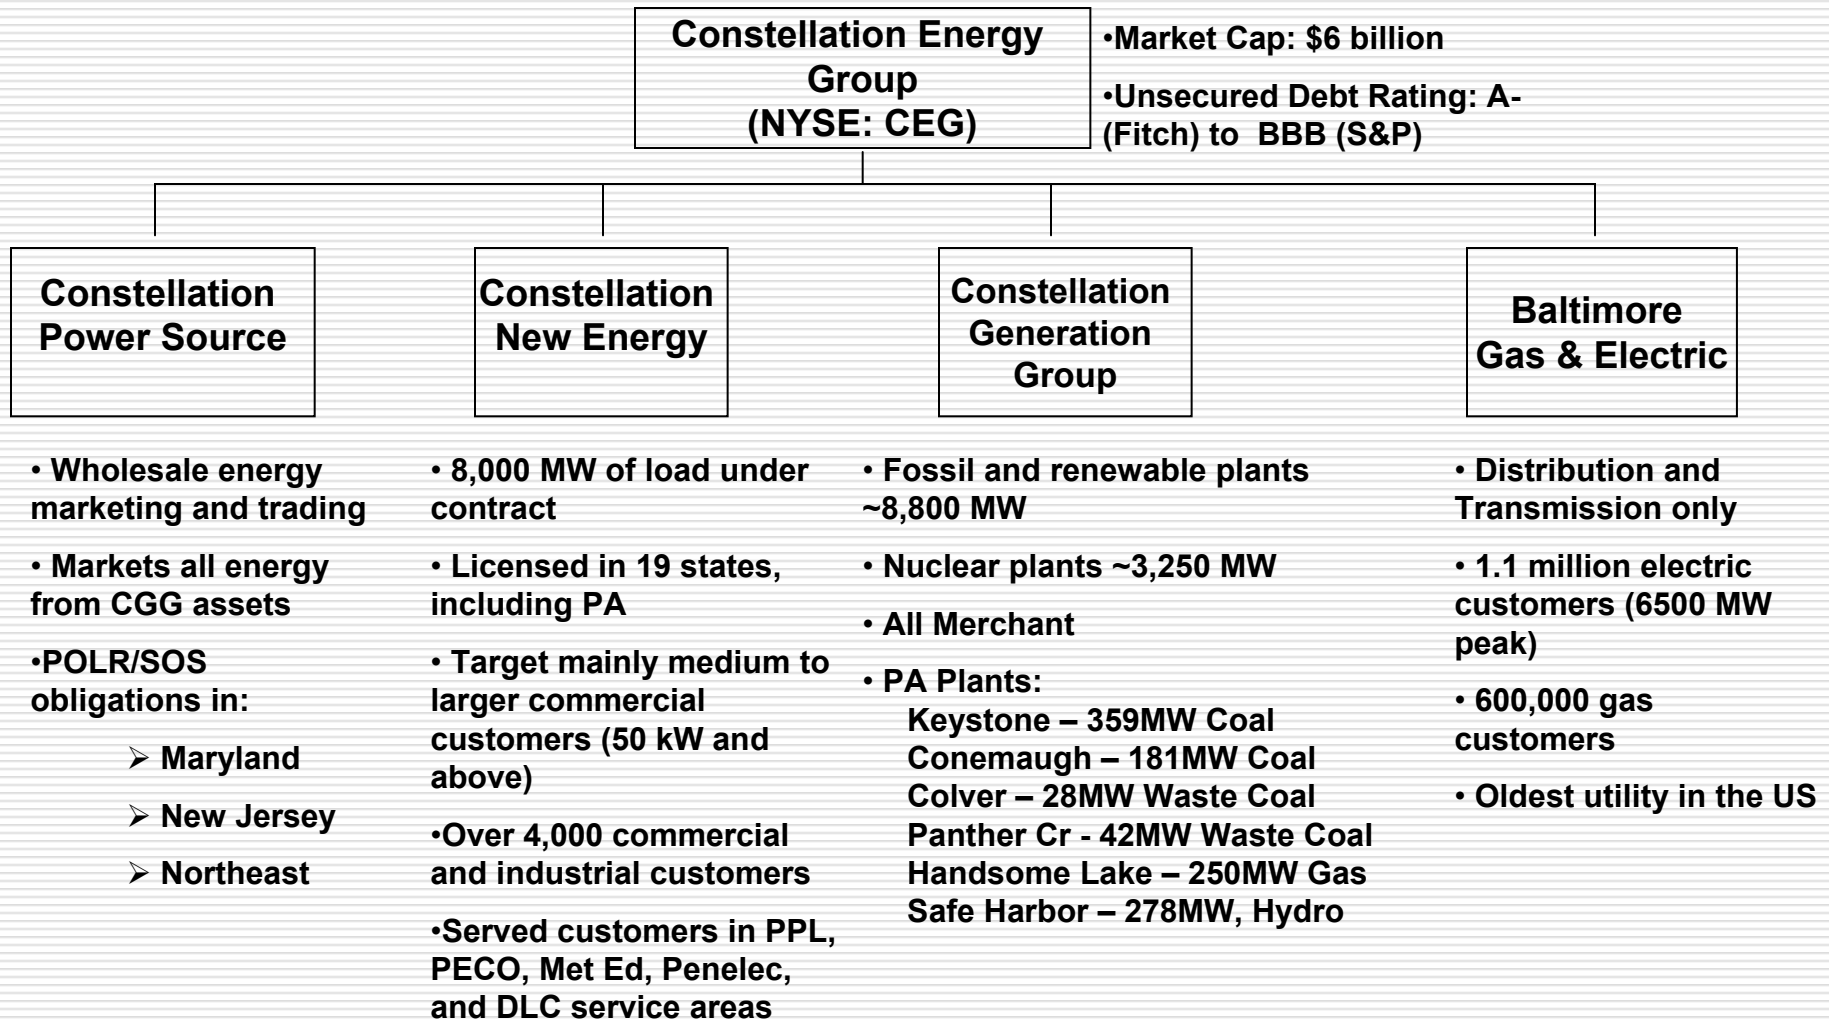 Constellation Energy
Group
(NYSE: CEG)
•Market Cap: $6 billion
•Unsecured Debt Rating: A-
(Fitch) to BBB (S&P)
Constellation
Power Source
Constellation
New Energy
Constellation
Generation
Group
Baltimore
Gas & Electric
• Wholesale energy
marketing and trading
• Markets all energy
from CGG assets
•POLR/SOS
obligations in:
➢ Maryland
➢ New Jersey
➢ Northeast
• 8,000 MW of load under
contract
• Licensed in 19 states,
including PA
• Target mainly medium to
larger commercial
customers (50 kW and
above)
•Over 4,000 commercial
and industrial customers
•Served customers in PPL,
PECO, Met Ed, Penelec,
and DLC service areas
• Fossil and renewable plants
~8,800 MW
• Nuclear plants ~3,250 MW
• All Merchant
• PA Plants:
Keystone – 359MW Coal
Conemaugh – 181MW Coal
Colver – 28MW Waste Coal
Panther Cr - 42MW Waste Coal
Handsome Lake – 250MW Gas
Safe Harbor – 278MW, Hydro
• Distribution and
Transmission only
• 1.1 million electric
customers (6500 MW
peak)
• 600,000 gas
customers
• Oldest utility in the US